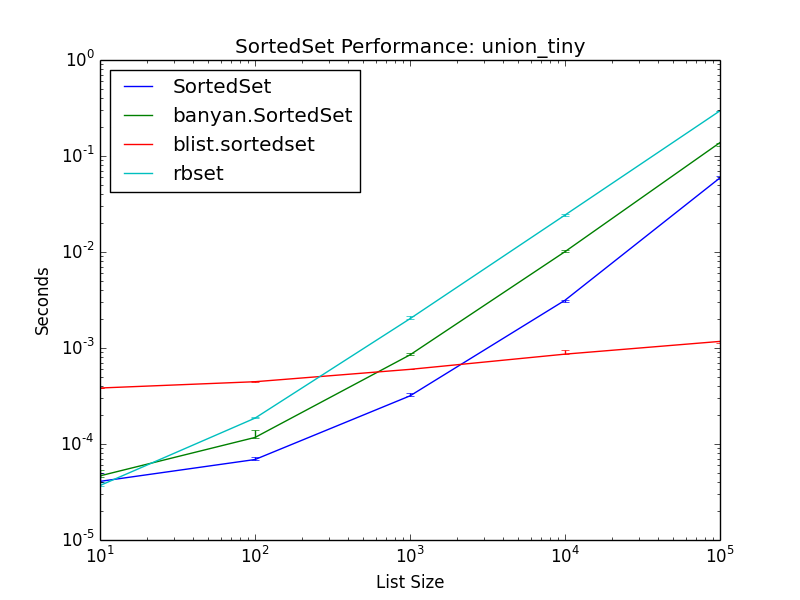 SortedSet Performance: union_tiny
10^0
10^-1
10^-2
10^-3
10^-4
10^-5
Seconds
SortedSet
banyan.SortedSet
blist.sortedset
rbset
10^1 10^2 10^3 10^4 10^5
List Size